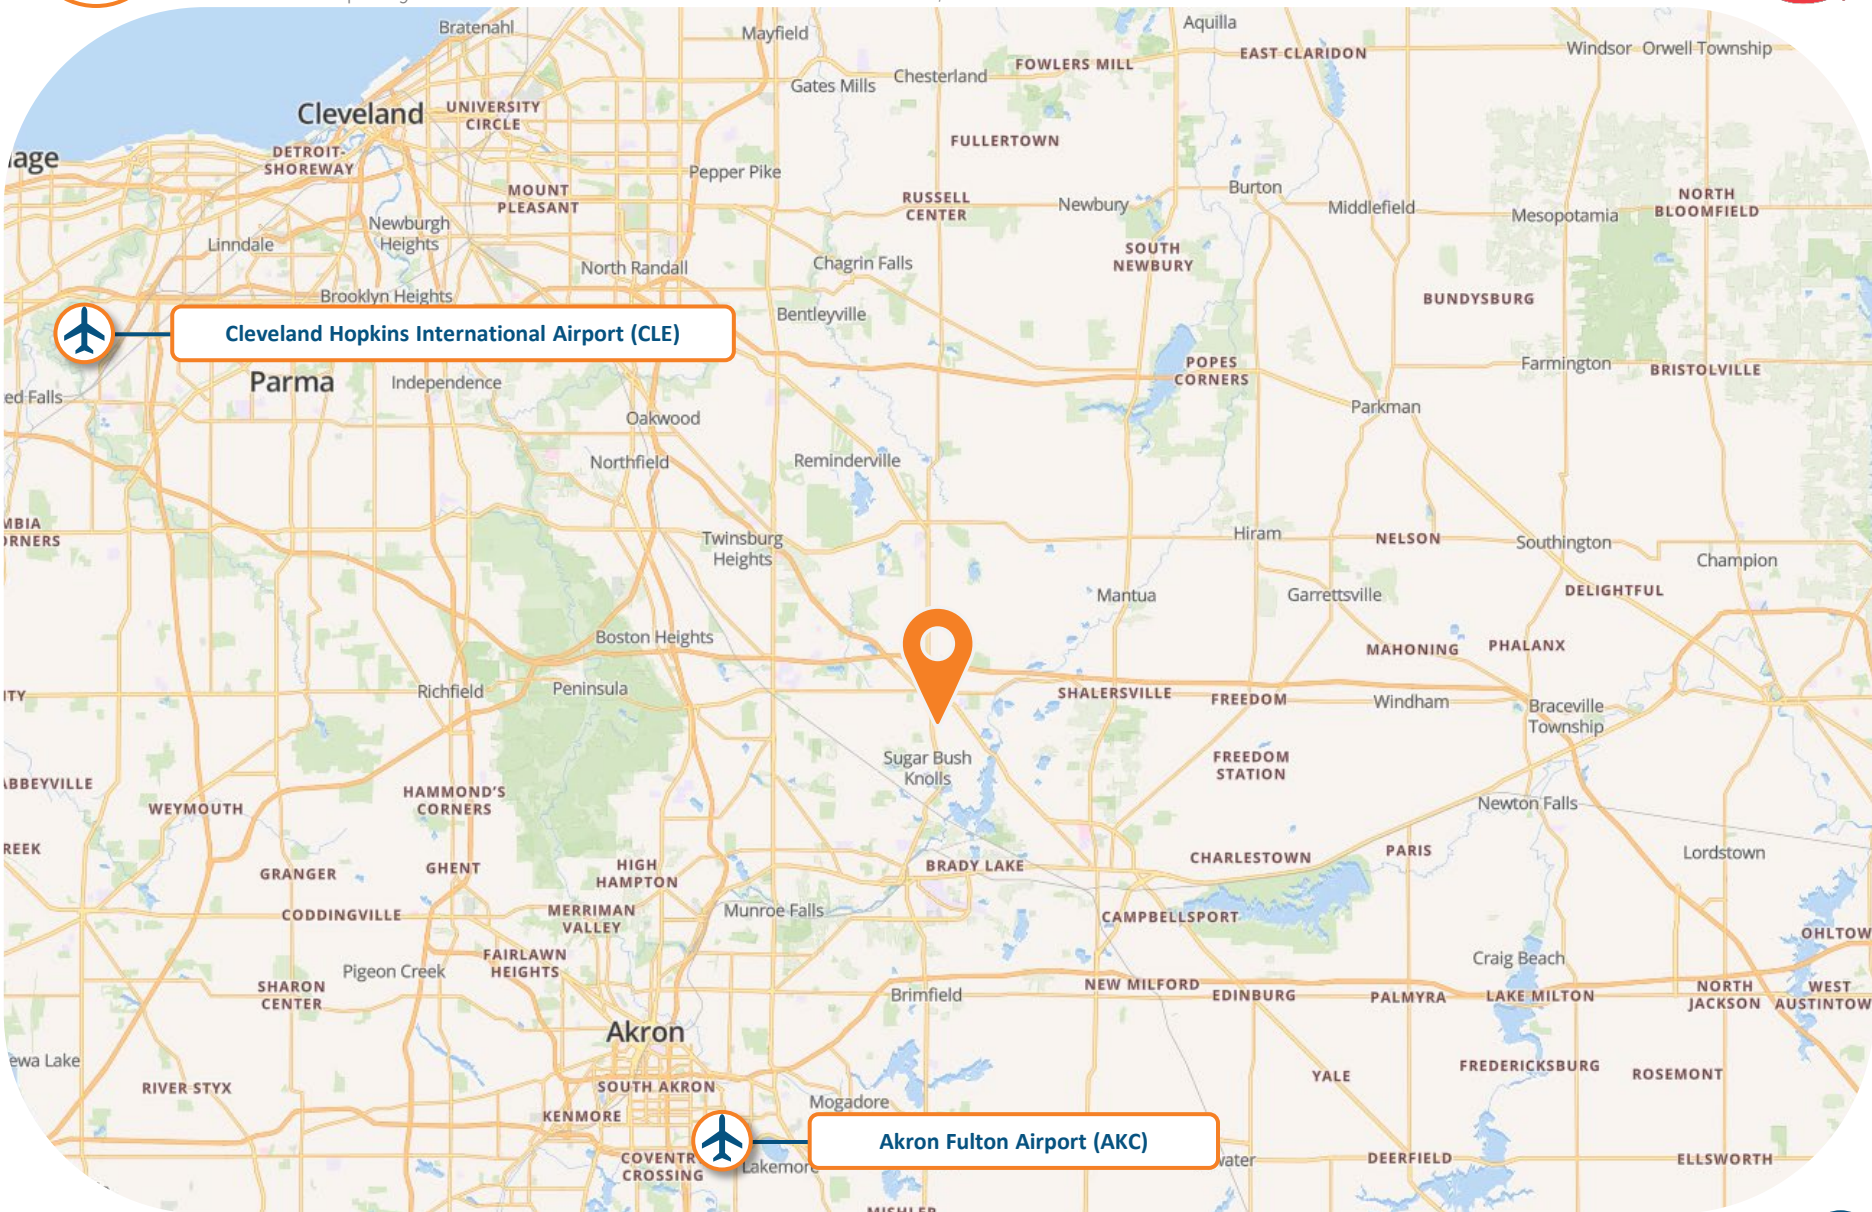 Bratenahl
Mayfield
Aquilla
EAST CLARIDON
Windsor
Orwell Township
FOWLERS MILL
Chesterland
Gates Mills
Cleveland
UNIVERSITY
CIRCLE
FULLERTOWN
DETROIT-
SHOREWAY
Pepper Pike
MOUNT
PLEASANT
RUSSELL
CENTER
Newbury
Burton
Middlefield
Mesopotamia
NORTH
BLOOMFIELD
Newburgh
Heights
Linndale
North Randall
Chagrin Falls
SOUTH
NEWBURY
BUNDYSBURG
Brooklyn Heights
Bentleyville
Cleveland Hopkins International Airport (CLE)
POPES
CORNERS
Farmington
BRISTOLVILLE
Parma
Independence
Parkman
Oakwood
Northfield
Reminderville
Twinsburg
Heights
Hiram
NELSON
Southington
Champion
Mantua
Garrettsville
DELIGHTFUL
Boston Heights
MAHONING
PHALANX
Richfield
Peninsula
SHALERSVILLE
FREEDOM
Windham
Braceville
Township
Sugar Bush
Knolls
FREEDOM
STATION
WEYMOUTH
HAMMOND'S
CORNERS
Newton Falls
GRANGER
GHENT
HIGH
HAMPTON
BRADY LAKE
CHARLESTOWN
PARIS
Lordstown
CODDINGVILLE
MERRIMAN
VALLEY
Munroe Falls
CAMPBELLSPORT
FAIRLAWN
HEIGHTS
Pigeon Creek
Craig Beach
SHARON
CENTER
Brimfield
NEW MILFORD
EDINBURG
PALMYRA
LAKE MILTON
NORTH
JACKSON
WEST
AUSTINTOW
Akron
RIVER STYX
SOUTH AKRON
YALE
FREDERICKSBURG
ROSEMONT
KENMORE
Mogadore
Akron Fulton Airport (AKC)
Lakemore
DEERFIELD
ELLSWORTH
CROSSING